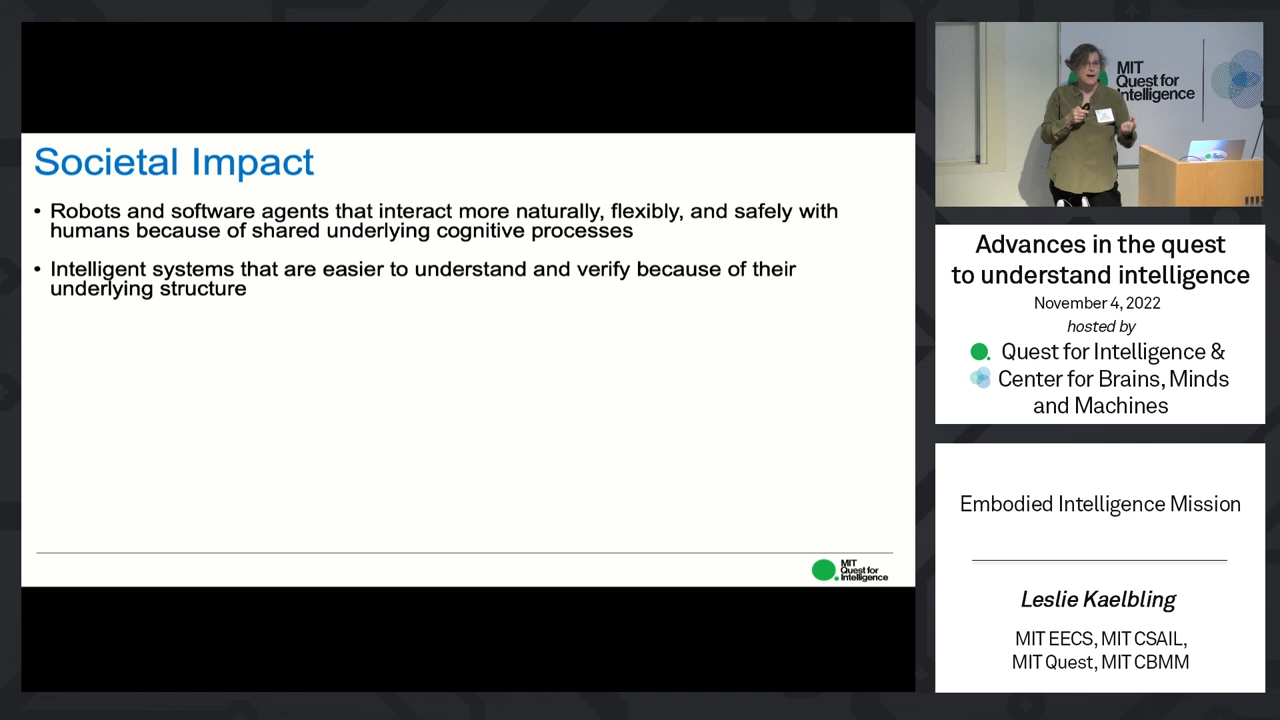 Societal Impact
• Robots and software agents that interact more naturally, flexibly, and safely with
humans because of shared underlying cognitive processes
• Intelligent systems that are easier to understand and verify because of their
underlying structure
MIT
Quest for
Intelligence
MIT
Quest for
Intelligence
Advances in the quest
to understand intelligence
November 4, 2022
hosted by
Quest for Intelligence &
Center for Brains, Minds
and Machines
Embodied Intelligence Mission
Leslie Kaelbling
MIT EECS, MIT CSAIL,
MIT Quest, MIT CBMM